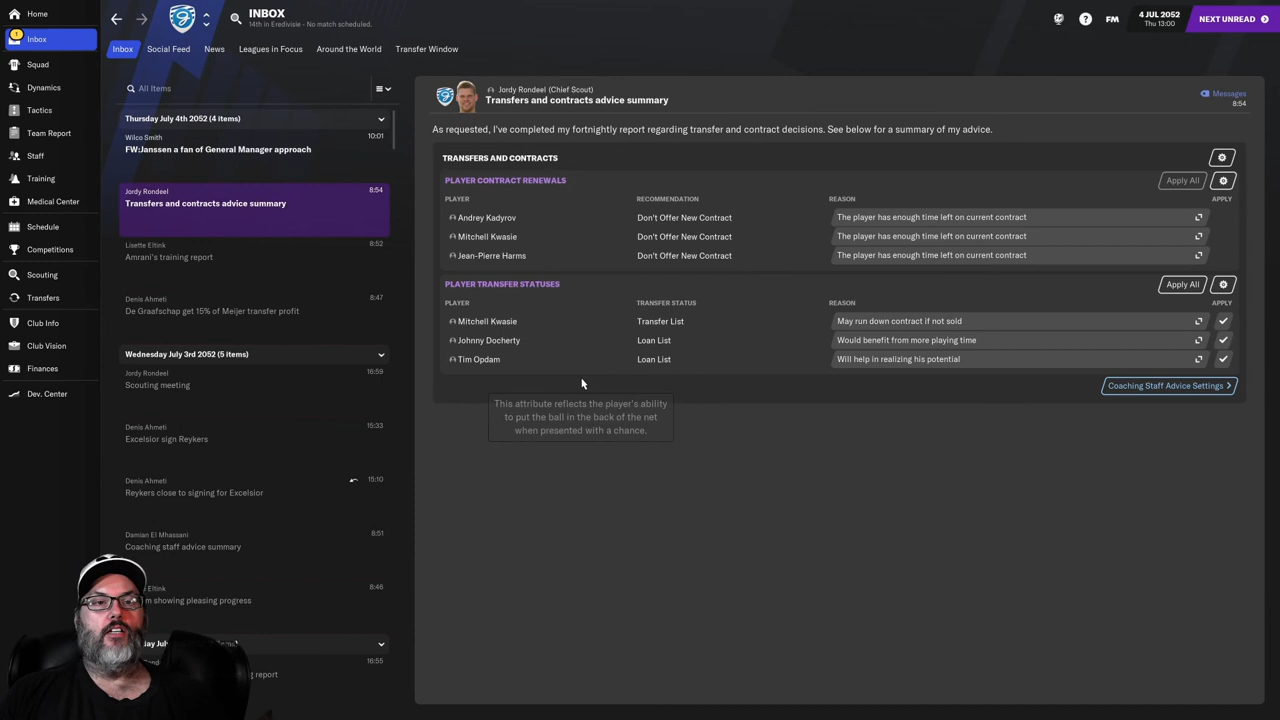 Home
Inbox
Squad
Dynamics
Tactics
Team Report
Staff
Training
Medical Center
Schedule
Competitions
Scouting
Transfers
Club Info
Club Vision
Finances
Dev. Center
INBOX
14th in Eredivisie - No match scheduled.
FM
4 JUL 2052
Thu 13:00
NEXT UNREAD
Inbox
Social Feed
News
Leagues in Focus
Around the World
Transfer Window
All Items
Thursday July 4th 2052 (4 items)
Wilco Smith
10:01
FW:Janssen a fan of General Manager approach
Jordy Rondeel
8:54
Transfers and contracts advice summary
Lisette Eltink
8:52
Amrani's training report
Denis Ahmeti
8:47
De Graafschap get 15% of Meijer transfer profit
Wednesday July 3rd 2052 (5 items)
Jordy Rondeel
16:59
Scouting meeting
Denis Ahmeti
15:33
Excelsior sign Reykers
Denis Ahmeti
15:10
Reykers close to signing for Excelsior
Damian El Mhassani
8:51
Coaching staff advice summary
Eltink
8:46
showing pleasing progress
16:55
report
Jordy Rondeel (Chief Scout)
Transfers and contracts advice summary
Messages
8:54
As requested, I've completed my fortnightly report regarding transfer and contract decisions. See below for a summary of my advice.
TRANSFERS AND CONTRACTS
PLAYER CONTRACT RENEWALS
Apply All
PLAYER
RECOMMENDATION
REASON
APPLY
Andrey Kadyrov
Don't Offer New Contract
The player has enough time left on current contract
Mitchell Kwasie
Don't Offer New Contract
The player has enough time left on current contract
Jean-Pierre Harms
Don't Offer New Contract
The player has enough time left on current contract
PLAYER TRANSFER STATUSES
Apply All
PLAYER
TRANSFER STATUS
REASON
APPLY
Mitchell Kwasie
Transfer List
May run down contract if not sold
Johnny Docherty
Loan List
Would benefit from more playing time
Tim Opdam
Loan List
Will help in realizing his potential
Coaching Staff Advice Settings
This attribute reflects the player's ability
to put the ball in the back of the net
when presented with a chance.